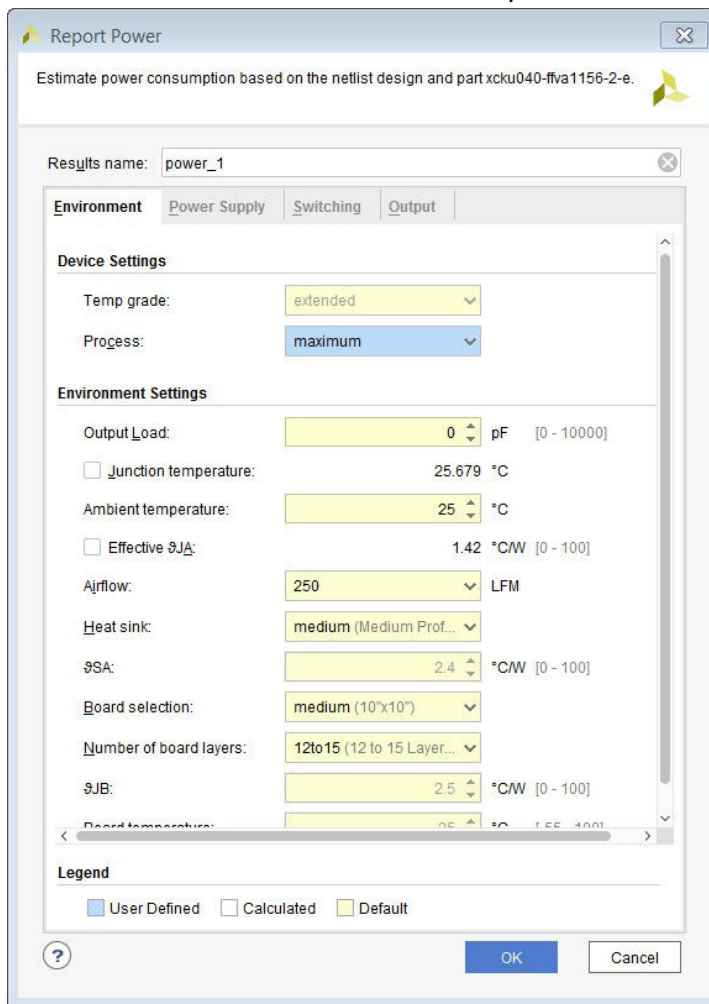 Report Power
Estimate power consumption based on the netlist design and part xcku040-ffva1156-2-e.
Results name: power_1
Environment Power Supply Switching Output
Device Settings
Temp grade: extended
Process: maximum
Environment Settings
Output Load: 0 pF [0 - 10000]
Junction temperature: 25.679 °C
Ambient temperature: 25 °C
Effective ϑJA: 1.42 °C/W [0 - 100]
Airflow: 250 LFM
Heat sink: medium (Medium Prof...
ϑSA: 2.4 °C/W [0 - 100]
Board selection: medium (10"x10")
Number of board layers: 12to15 (12 to 15 Layer...
ϑJB: 2.5 °C/W [0 - 100]
Board temperature: 25 °C
Legend
User Defined Calculated Default
? OK Cancel